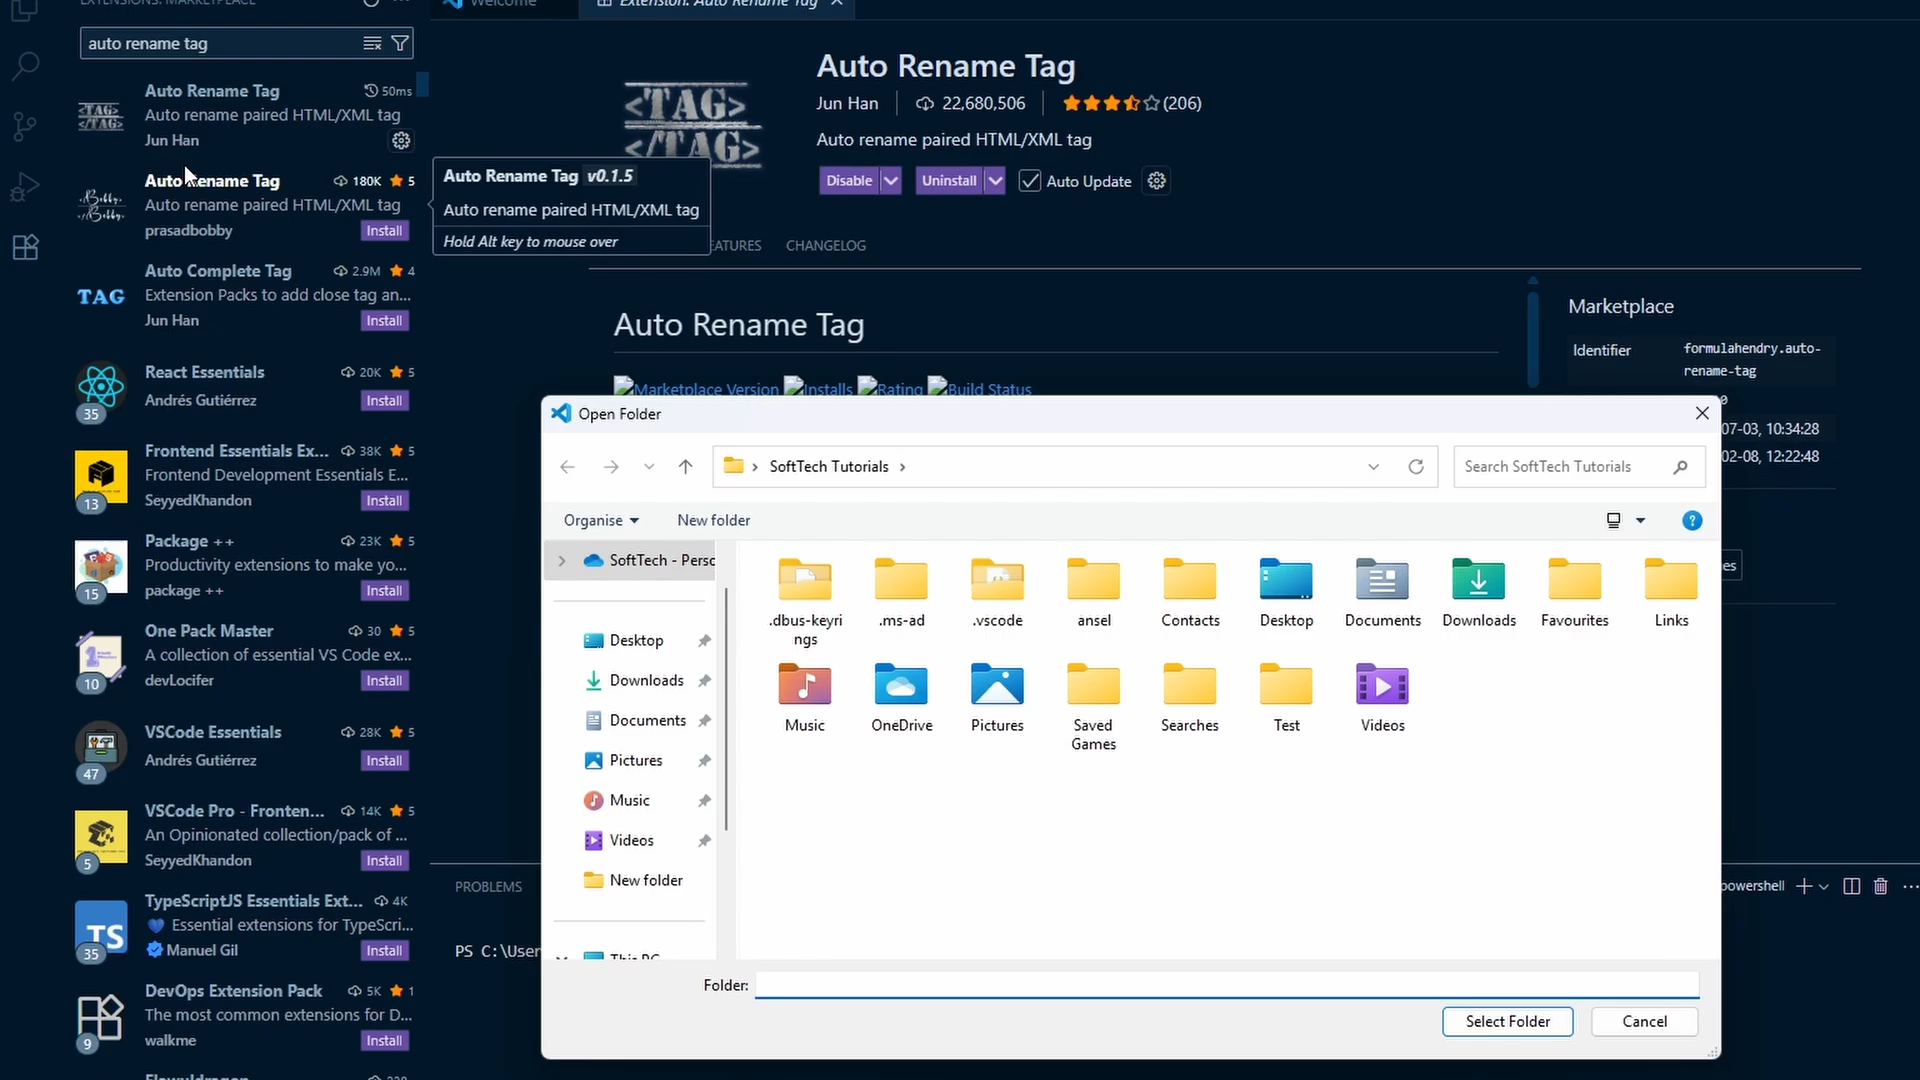 EXTENSIONS: MARKETPLACE
auto rename tag
Auto Rename Tag 50ms
Auto rename paired HTML/XML tag
Jun Han
Auto Rename Tag 180K 5
Auto rename paired HTML/XML tag
prasadbobby Install
TAG
Auto Complete Tag 2.9M 4
Extension Packs to add close tag an...
Jun Han Install
React Essentials 20K 5
35
Andrés Gutiérrez Install
Frontend Essentials Ex... 38K 5
Frontend Development Essentials E...
13
SeyyedKhandon Install
Package ++ 23K 5
Productivity extensions to make yo...
15
package ++ Install
One Pack Master 30 5
A collection of essential VS Code ex...
10
devLocifer Install
VSCode Essentials 28K 5
47
Andrés Gutiérrez Install
VSCode Pro - Fronten... 14K 5
An Opinionated collection/pack of ...
5
SeyyedKhandon Install
TypeScriptJS Essentials Ext... 4K
💙 Essential extensions for TypeScri...
TS
35
Manuel Gil Install
DevOps Extension Pack 5K 1
The most common extensions for D...
9
walkme Install
Welcome
Extension: Auto Rename Tag
<TAG>
</TAG>
Auto Rename Tag
Jun Han 22,680,506 (206)
Auto rename paired HTML/XML tag
Disable Uninstall Auto Update
Auto Rename Tag v0.1.5
Auto rename paired HTML/XML tag
Hold Alt key to mouse over
EATURES CHANGELOG
Auto Rename Tag
Marketplace Version Installs Rating Build Status
Marketplace
Identifier formulahendry.auto-
rename-tag
07-03, 10:34:28
02-08, 12:22:48
es
Open Folder
SoftTech Tutorials
Search SoftTech Tutorials
Organise New folder
SoftTech - Perso
Desktop
Downloads
Documents
Pictures
Music
Videos
New folder
This PC
.dbus-keyri
ngs
.ms-ad
.vscode
ansel
Contacts
Desktop
Documents
Downloads
Favourites
Links
Music
OneDrive
Pictures
Saved
Games
Searches
Test
Videos
Folder:
Select Folder Cancel
PROBLEMS
powershell
PS C:\User